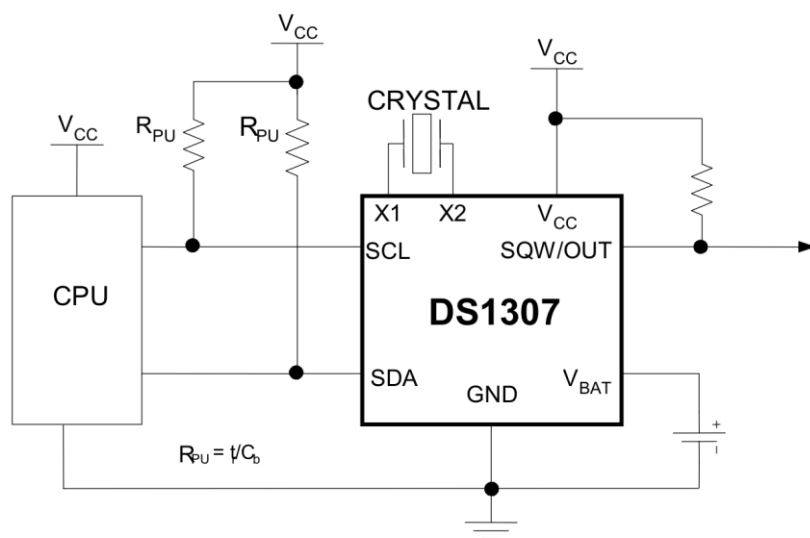 VCC
VCC
CRYSTAL
RPU
RPU
VCC
X1
X2
VCC
SCL
SQW/OUT
CPU
DS1307
SDA
GND
VBAT
+
−
RPU = tr/Cb